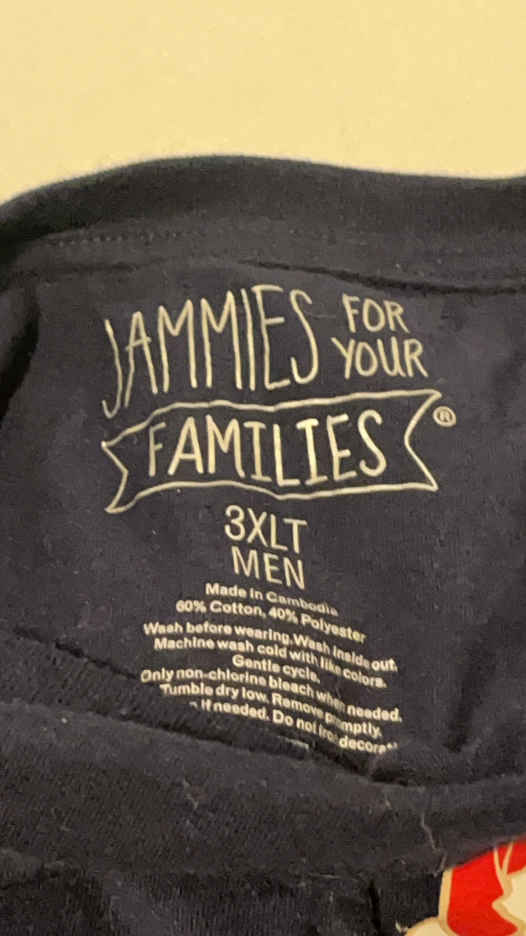 JAMMIES FOR YOUR
FAMILIES®
3XLT
MEN
Made in Cambodia
60% Cotton, 40% Polyester
Wash before wearing. Wash inside out.
Machine wash cold with like colors.
Gentle cycle.
Only non-chlorine bleach when needed.
Tumble dry low. Remove promptly.
If needed. Do not iron